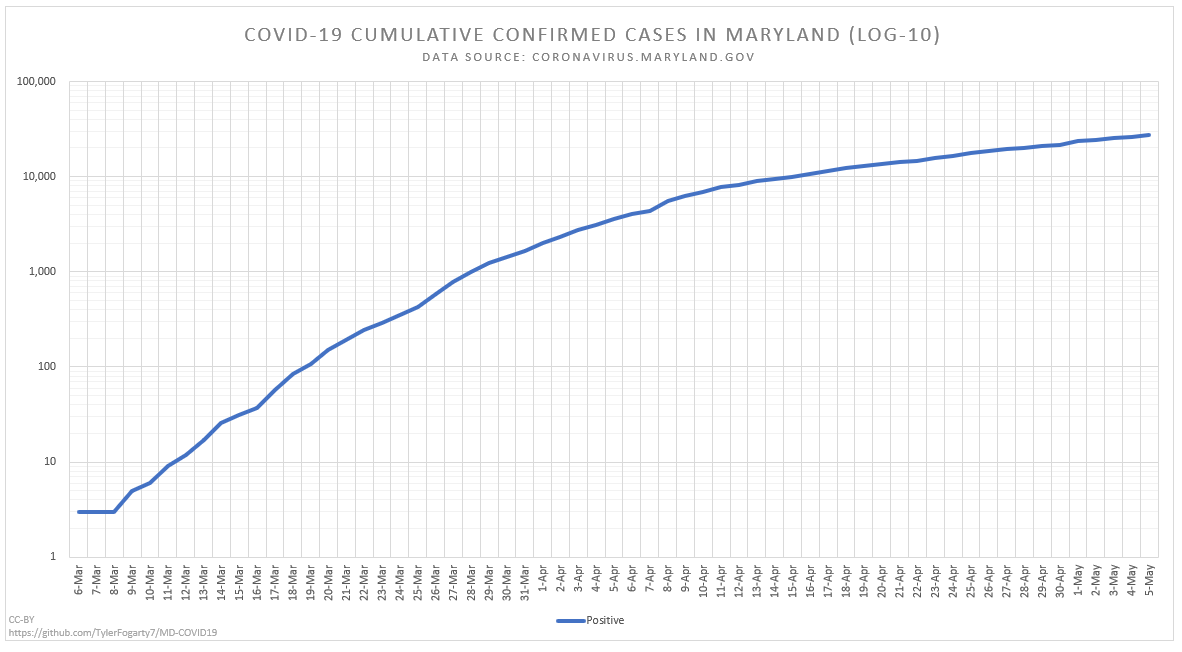 COVID-19 CUMULATIVE CONFIRMED CASES IN MARYLAND (LOG-10)
DATA SOURCE: CORONAVIRUS.MARYLAND.GOV
100,000
10,000
1,000
100
10
1
6-Mar
7-Mar
8-Mar
9-Mar
10-Mar
11-Mar
12-Mar
13-Mar
14-Mar
15-Mar
16-Mar
17-Mar
18-Mar
19-Mar
20-Mar
21-Mar
22-Mar
23-Mar
24-Mar
25-Mar
26-Mar
27-Mar
28-Mar
29-Mar
30-Mar
31-Mar
1-Apr
2-Apr
3-Apr
4-Apr
5-Apr
6-Apr
7-Apr
8-Apr
9-Apr
10-Apr
11-Apr
12-Apr
13-Apr
14-Apr
15-Apr
16-Apr
17-Apr
18-Apr
19-Apr
20-Apr
21-Apr
22-Apr
23-Apr
24-Apr
25-Apr
26-Apr
27-Apr
28-Apr
29-Apr
30-Apr
1-May
2-May
3-May
4-May
5-May
Positive
CC-BY
https://github.com/TylerFogarty7/MD-COVID19